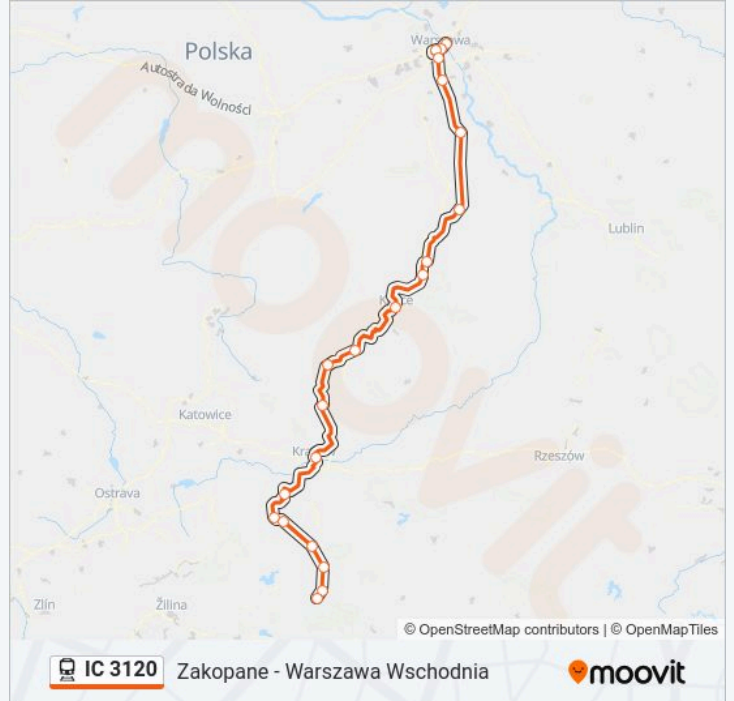 Warszawa
Polska
Autostrada Wolności
Lublin
Kielce
Katowice
Kraków
Rzeszów
Ostrava
Zlín
Žilina
moovit
© OpenStreetMap contributors | © OpenMapTiles
IC 3120 Zakopane - Warszawa Wschodnia moovit